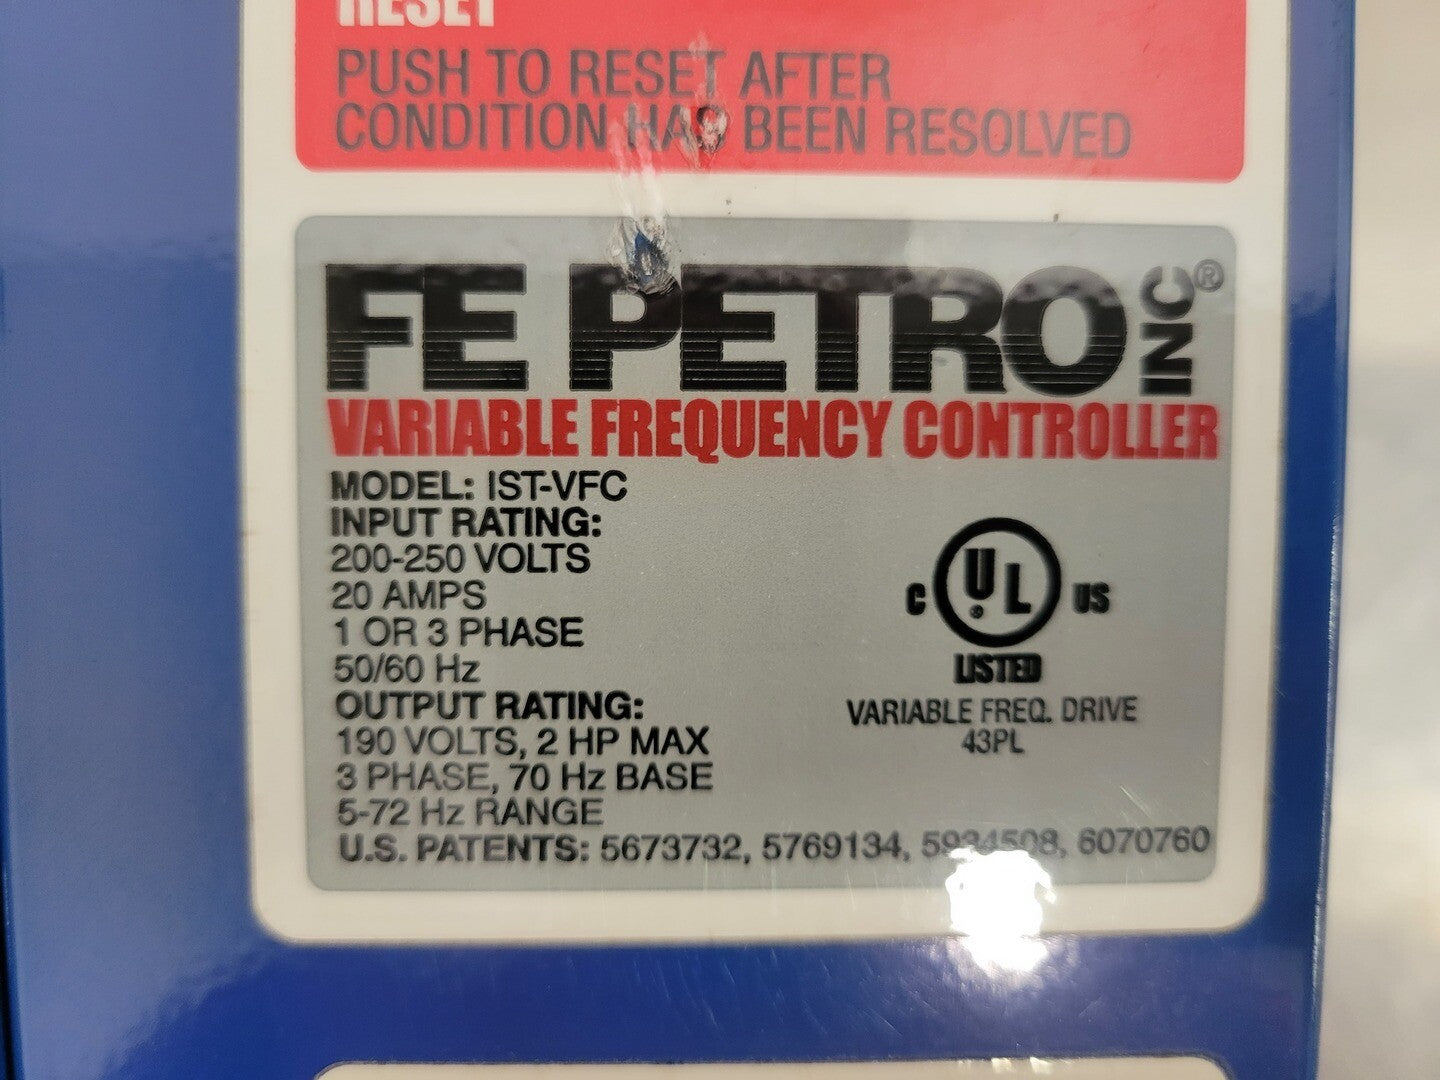 RESET
PUSH TO RESET AFTER
CONDITION HAS BEEN RESOLVED
FE PETRO INC®
VARIABLE FREQUENCY CONTROLLER
MODEL: IST-VFC
INPUT RATING:
200-250 VOLTS
20 AMPS
1 OR 3 PHASE
50/60 Hz
OUTPUT RATING:
190 VOLTS, 2 HP MAX
3 PHASE, 70 Hz BASE
5-72 Hz RANGE
U.S. PATENTS: 5673732, 5769134, 5934508, 6070760
C UL® US
LISTED
VARIABLE FREQ. DRIVE
43PL